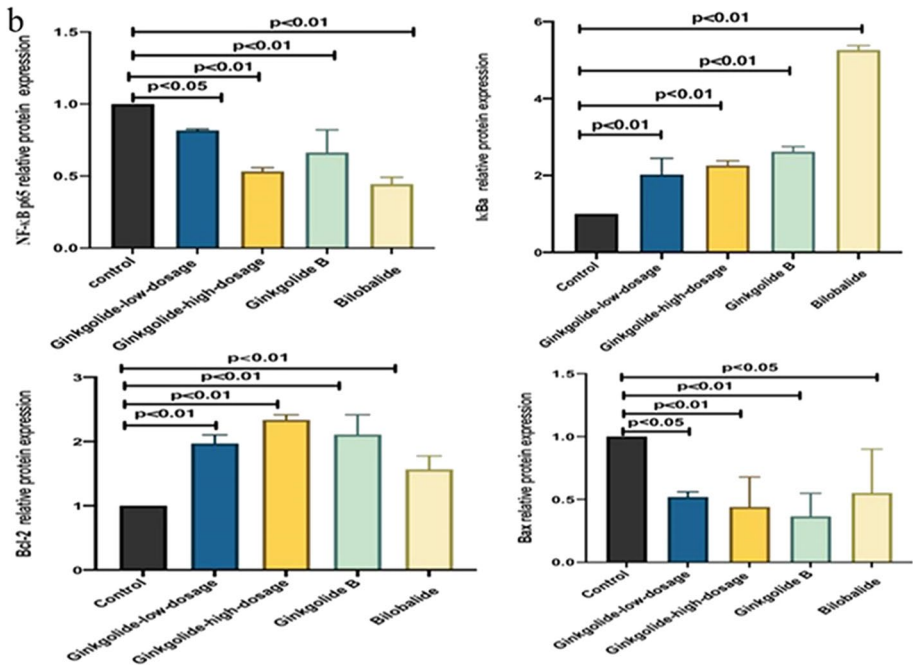 b
NF-κB p65 relative protein expression
1.5
1.0
0.5
0.0
p<0.01
p<0.01
p<0.01
p<0.05
control
Ginkgolide-low-dosage
Ginkgolide-high-dosage
Ginkgolide B
Bilobalide
IκBa relative protein expression
6
4
2
0
p<0.01
p<0.01
p<0.01
p<0.01
Control
Ginkgolide-low-dosage
Ginkgolide-high-dosage
Ginkgolide B
Bilobalide
Bcl-2 relative protein expression
3
2
1
0
p<0.01
p<0.01
p<0.01
p<0.01
Control
Ginkgolide-low-dosage
Ginkgolide-high-dosage
Ginkgolide B
Bilobalide
Bax relative protein expression
1.5
1.0
0.5
0.0
p<0.05
p<0.01
p<0.01
p<0.05
Control
Ginkgolide-low-dosage
Ginkgolide-high-dosage
Ginkgolide B
Bilobalide